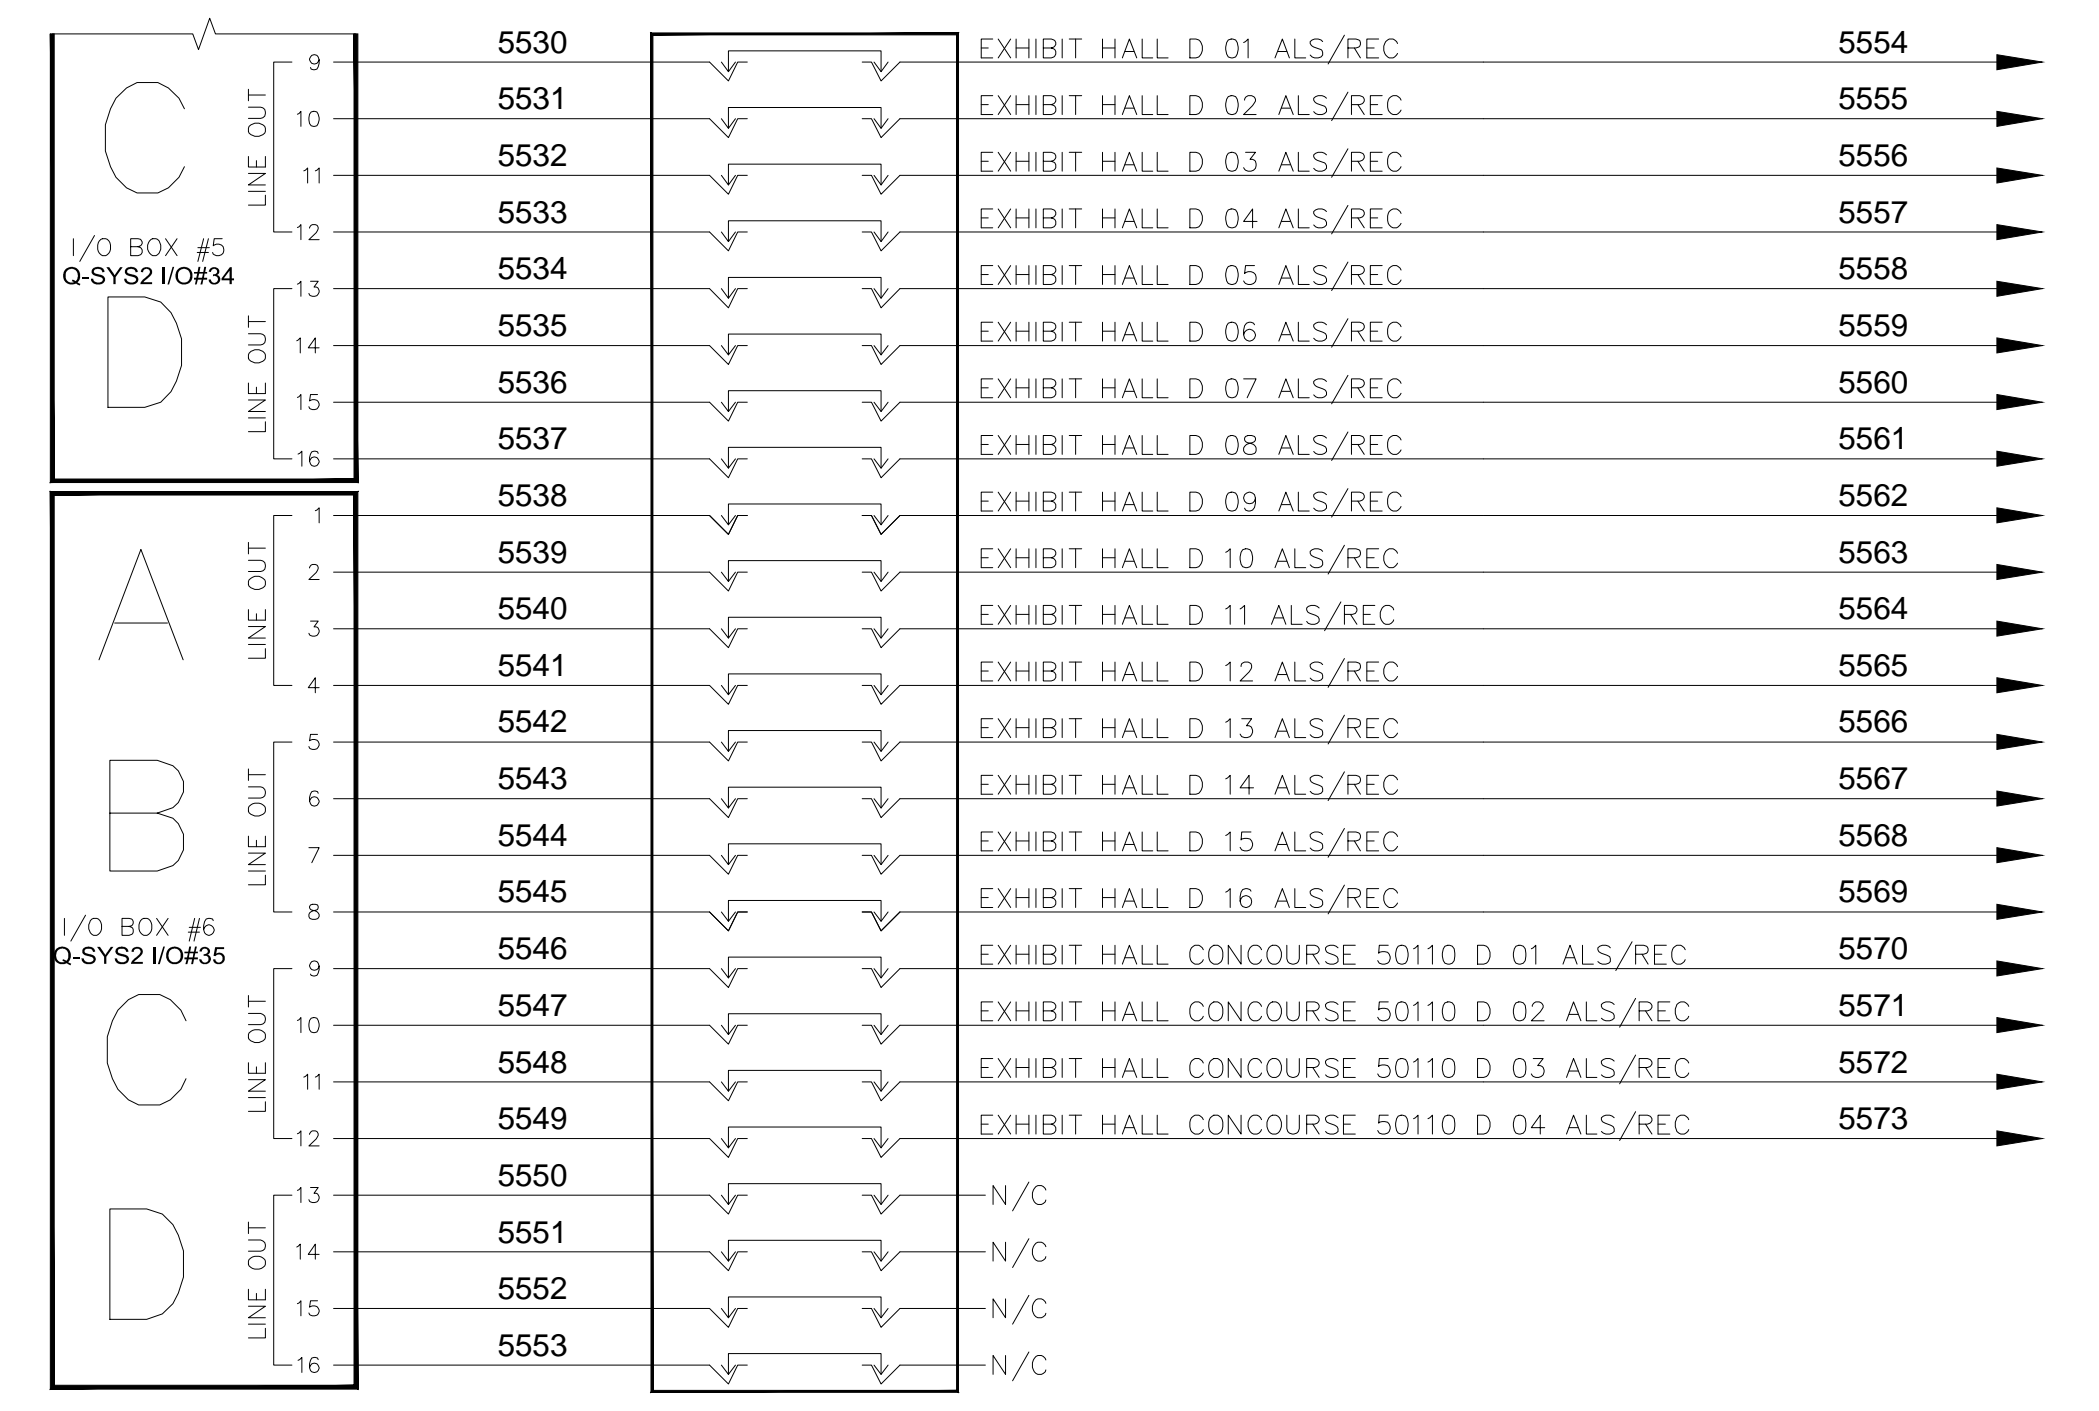 5530 EXHIBIT HALL D 01 ALS/REC 5554
9
5531 EXHIBIT HALL D 02 ALS/REC 5555
10
5532 EXHIBIT HALL D 03 ALS/REC 5556
11
5533 EXHIBIT HALL D 04 ALS/REC 5557
12
C
LINE OUT
I/O BOX #5
Q-SYS2 I/O#34
5534 EXHIBIT HALL D 05 ALS/REC 5558
13
5535 EXHIBIT HALL D 06 ALS/REC 5559
14
5536 EXHIBIT HALL D 07 ALS/REC 5560
15
5537 EXHIBIT HALL D 08 ALS/REC 5561
16
D
LINE OUT
5538 EXHIBIT HALL D 09 ALS/REC 5562
1
5539 EXHIBIT HALL D 10 ALS/REC 5563
2
5540 EXHIBIT HALL D 11 ALS/REC 5564
3
5541 EXHIBIT HALL D 12 ALS/REC 5565
4
A
LINE OUT
5542 EXHIBIT HALL D 13 ALS/REC 5566
5
5543 EXHIBIT HALL D 14 ALS/REC 5567
6
5544 EXHIBIT HALL D 15 ALS/REC 5568
7
5545 EXHIBIT HALL D 16 ALS/REC 5569
8
B
LINE OUT
I/O BOX #6
Q-SYS2 I/O#35
5546 EXHIBIT HALL CONCOURSE 50110 D 01 ALS/REC 5570
9
5547 EXHIBIT HALL CONCOURSE 50110 D 02 ALS/REC 5571
10
5548 EXHIBIT HALL CONCOURSE 50110 D 03 ALS/REC 5572
11
5549 EXHIBIT HALL CONCOURSE 50110 D 04 ALS/REC 5573
12
C
LINE OUT
5550
13 N/C
5551
14 N/C
5552
15 N/C
5553
16 N/C
D
LINE OUT